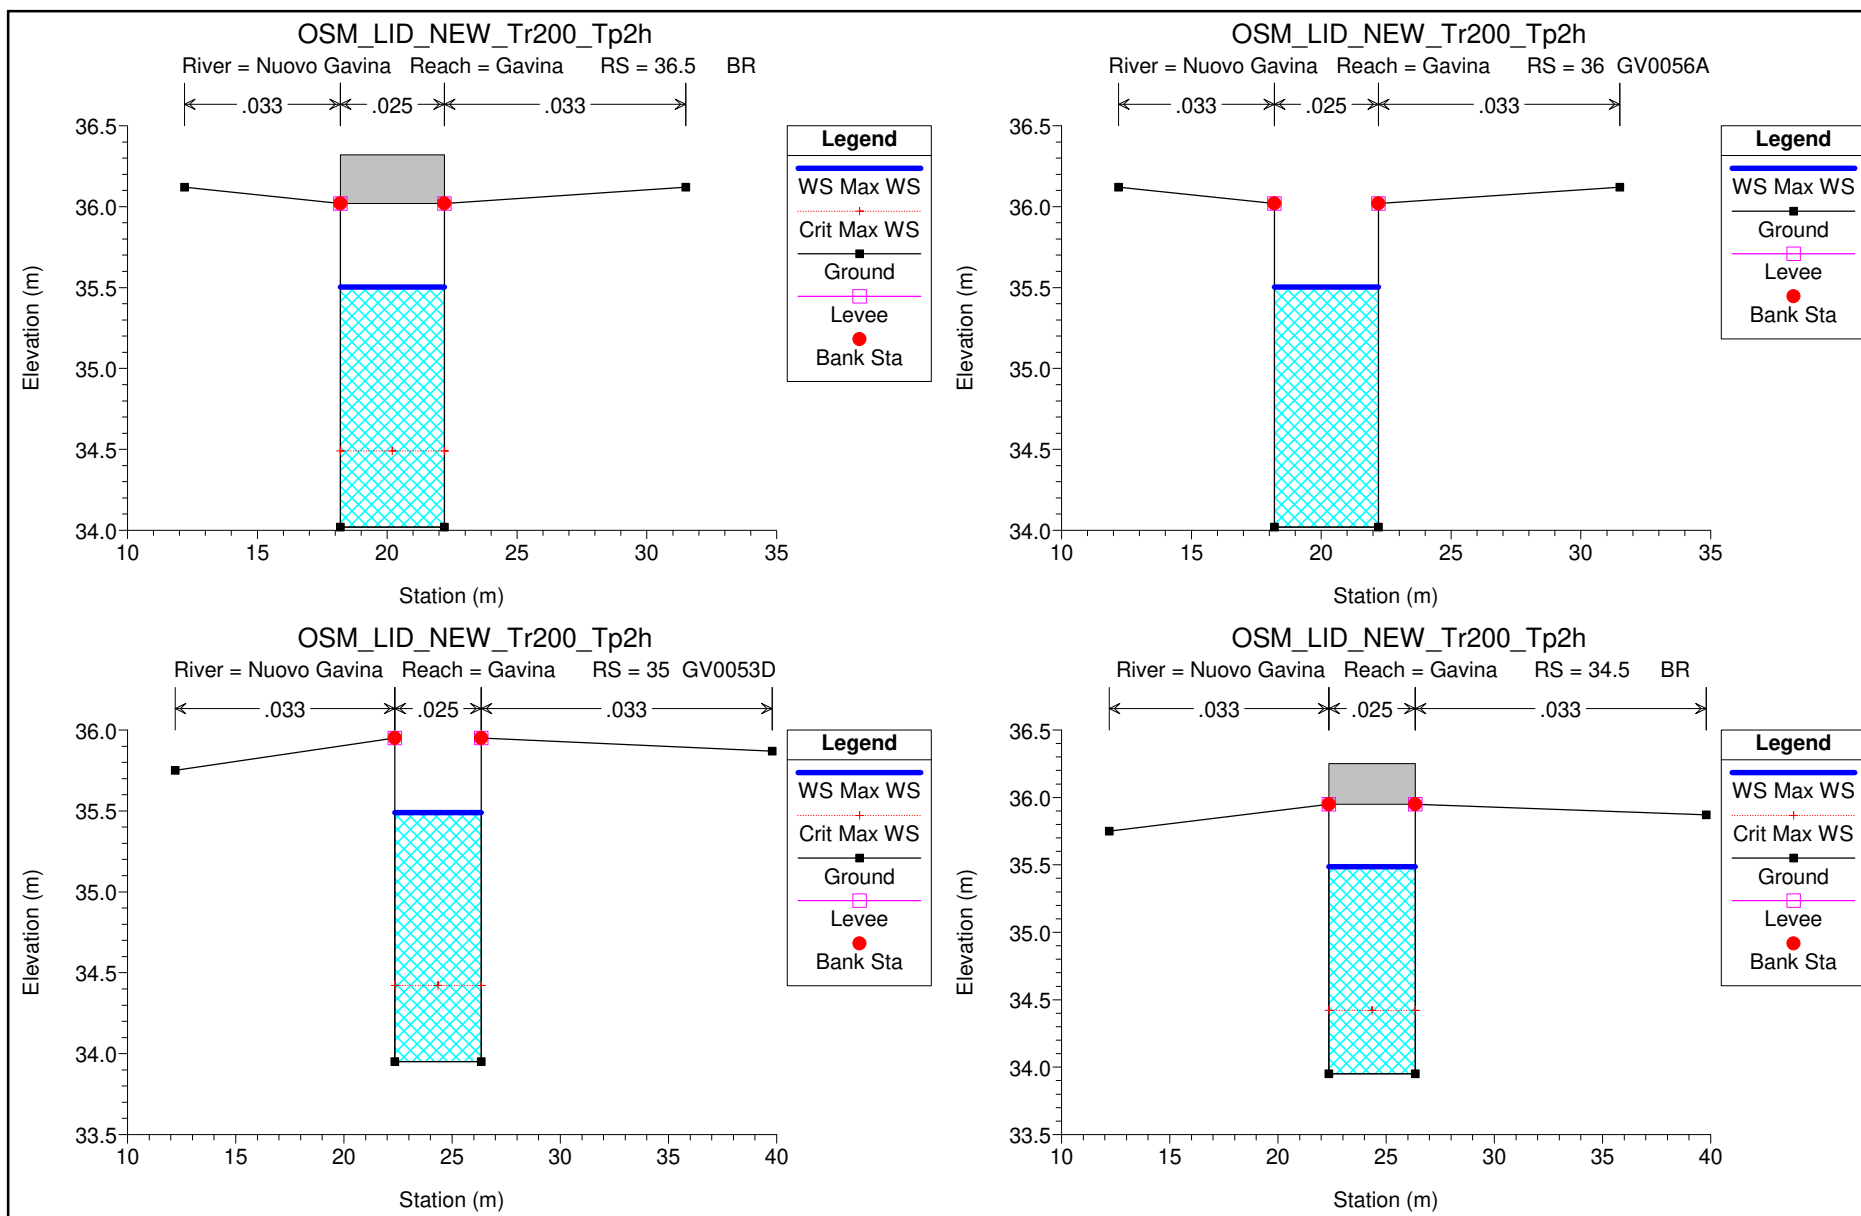 OSM_LID_NEW_Tr200_Tp2h
River = Nuovo Gavina Reach = Gavina RS = 36.5 BR
.033 .025 .033
36.5
36.0
35.5
35.0
34.5
34.0
Elevation (m)
10 15 20 25 30 35
Station (m)
Legend
WS Max WS
Crit Max WS
Ground
Levee
Bank Sta
OSM_LID_NEW_Tr200_Tp2h
River = Nuovo Gavina Reach = Gavina RS = 36 GV0056A
.033 .025 .033
36.5
36.0
35.5
35.0
34.5
34.0
Elevation (m)
10 15 20 25 30 35
Station (m)
Legend
WS Max WS
Ground
Levee
Bank Sta
OSM_LID_NEW_Tr200_Tp2h
River = Nuovo Gavina Reach = Gavina RS = 35 GV0053D
.033 .025 .033
36.0
35.5
35.0
34.5
34.0
33.5
Elevation (m)
10 15 20 25 30 35 40
Station (m)
Legend
WS Max WS
Crit Max WS
Ground
Levee
Bank Sta
OSM_LID_NEW_Tr200_Tp2h
River = Nuovo Gavina Reach = Gavina RS = 34.5 BR
.033 .025 .033
36.5
36.0
35.5
35.0
34.5
34.0
33.5
Elevation (m)
10 20 25 30 35 40
Station (m)
Legend
WS Max WS
Crit Max WS
Ground
Levee
Bank Sta